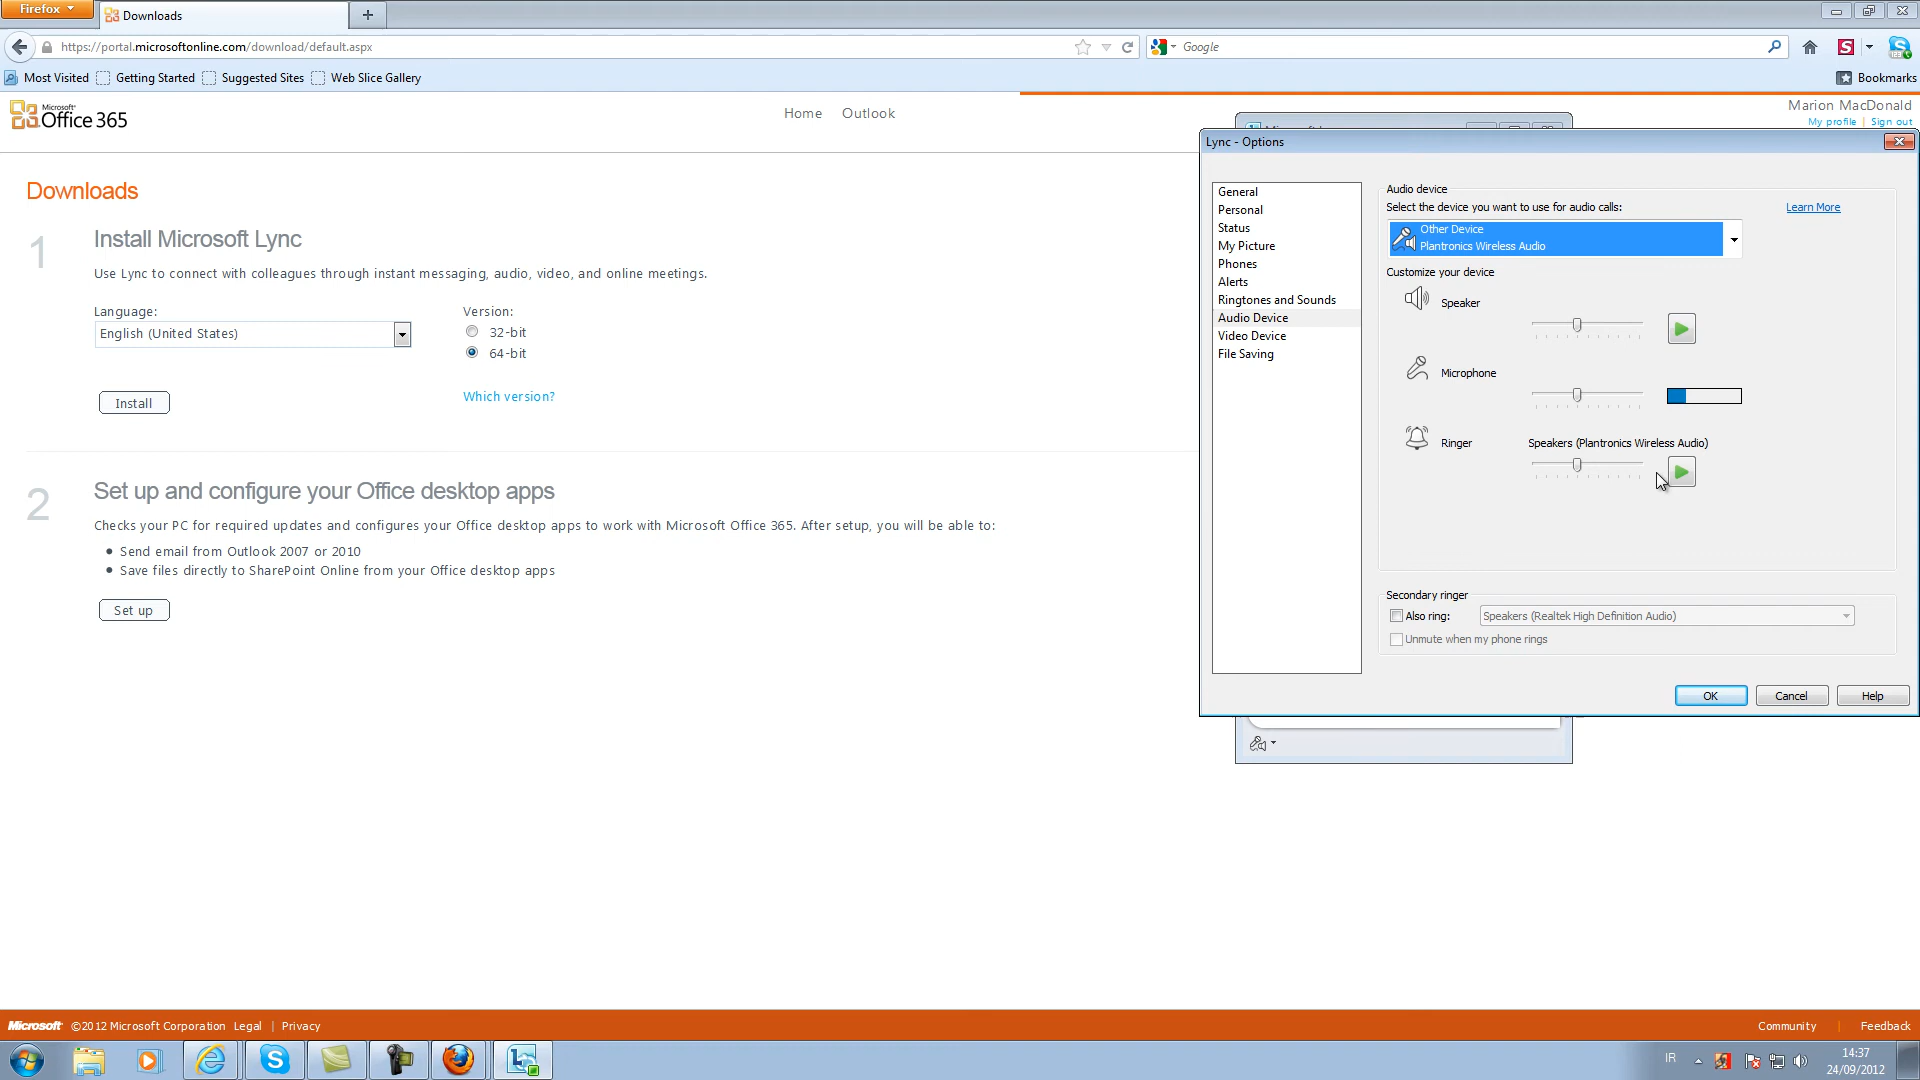 Firefox
Downloads
https://portal.microsoftonline.com/download/default.aspx
Google
Most Visited
Getting Started
Suggested Sites
Web Slice Gallery
Bookmarks
Microsoft
Office 365
Home
Outlook
Marion MacDonald
My profile | Sign out
Downloads
1
Install Microsoft Lync
Use Lync to connect with colleagues through instant messaging, audio, video, and online meetings.
Language:
English (United States)
Version:
32-bit
64-bit
Which version?
Install
2
Set up and configure your Office desktop apps
Checks your PC for required updates and configures your Office desktop apps to work with Microsoft Office 365. After setup, you will be able to:
Send email from Outlook 2007 or 2010
Save files directly to SharePoint Online from your Office desktop apps
Set up
Lync - Options
General
Personal
Status
My Picture
Phones
Alerts
Ringtones and Sounds
Audio Device
Video Device
File Saving
Audio device
Select the device you want to use for audio calls:
Learn More
Other Device
Plantronics Wireless Audio
Customize your device
Speaker
Microphone
Ringer
Speakers (Plantronics Wireless Audio)
Secondary ringer
Also ring:
Speakers (Realtek High Definition Audio)
Unmute when my phone rings
OK
Cancel
Help
Microsoft ©2012 Microsoft Corporation Legal | Privacy
Community | Feedback
IR
14:37
24/09/2012